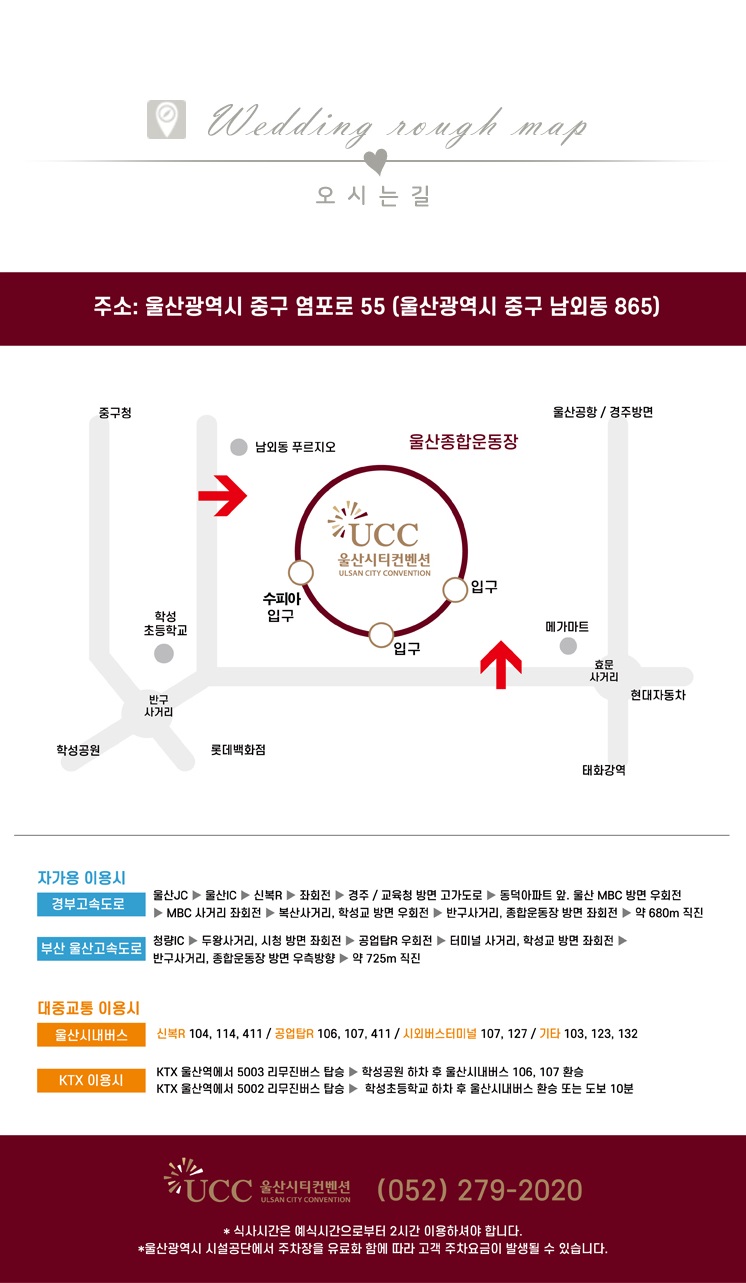 Wedding rough map
오시는길
주소: 울산광역시 중구 염포로 55 (울산광역시 중구 남외동 865)
중구청
울산공항 / 경주방면
남외동 푸르지오
울산종합운동장
UCC
울산시티컨벤션
ULSAN CITY CONVENTION
수피아
입구
입구
입구
학성
초등학교
메가마트
효문
사거리
현대자동차
반구
사거리
학성공원
롯데백화점
태화강역
자가용 이용시
경부고속도로
울산JC ▶ 울산IC ▶ 신복R ▶ 좌회전 ▶ 경주 / 교육청 방면 고가도로 ▶ 동덕아파트 앞. 울산 MBC 방면 우회전
▶ MBC 사거리 좌회전 ▶ 복산사거리, 학성교 방면 우회전 ▶ 반구사거리, 종합운동장 방면 좌회전 ▶ 약 680m 직진
부산 울산고속도로
청량IC ▶ 두왕사거리, 시청 방면 좌회전 ▶ 공업탑R 우회전 ▶ 터미널 사거리, 학성교 방면 좌회전 ▶
반구사거리, 종합운동장 방면 우측방향 ▶ 약 725m 직진
대중교통 이용시
울산시내버스
신복R 104, 114, 411 / 공업탑R 106, 107, 411 / 시외버스터미널 107, 127 / 기타 103, 123, 132
KTX 이용시
KTX 울산역에서 5003 리무진버스 탑승 ▶ 학성공원 하차 후 울산시내버스 106, 107 환승
KTX 울산역에서 5002 리무진버스 탑승 ▶ 학성초등학교 하차 후 울산시내버스 환승 또는 도보 10분
UCC 울산시티컨벤션 (052) 279-2020
ULSAN CITY CONVENTION
* 식사시간은 예식시간으로부터 2시간 이용하셔야 합니다.
*울산광역시 시설공단에서 주차장을 유료화 함에 따라 고객 주차요금이 발생될 수 있습니다.